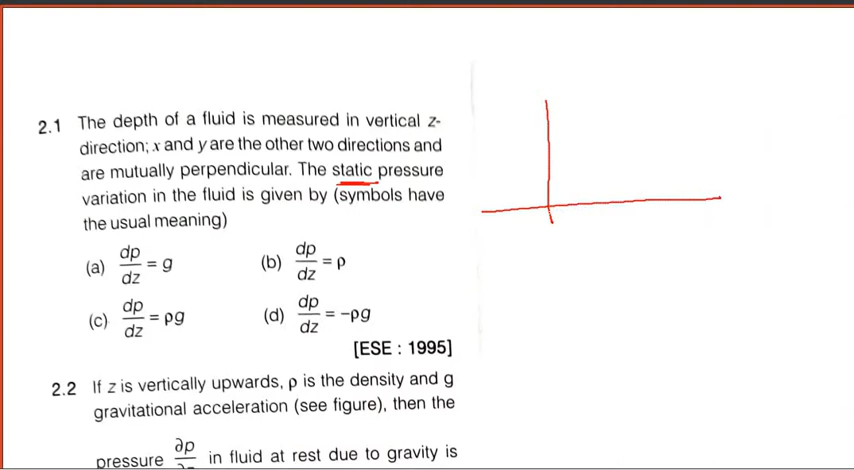 2.1 The depth of a fluid is measured in vertical z-
direction; x and y are the other two directions and
are mutually perpendicular. The static pressure
variation in the fluid is given by (symbols have
the usual meaning)
(a) dp/dz = g (b) dp/dz = ρ
(c) dp/dz = ρg (d) dp/dz = –ρg
[ESE : 1995]
2.2 If z is vertically upwards, ρ is the density and g
gravitational acceleration (see figure), then the
pressure ∂p in fluid at rest due to gravity is